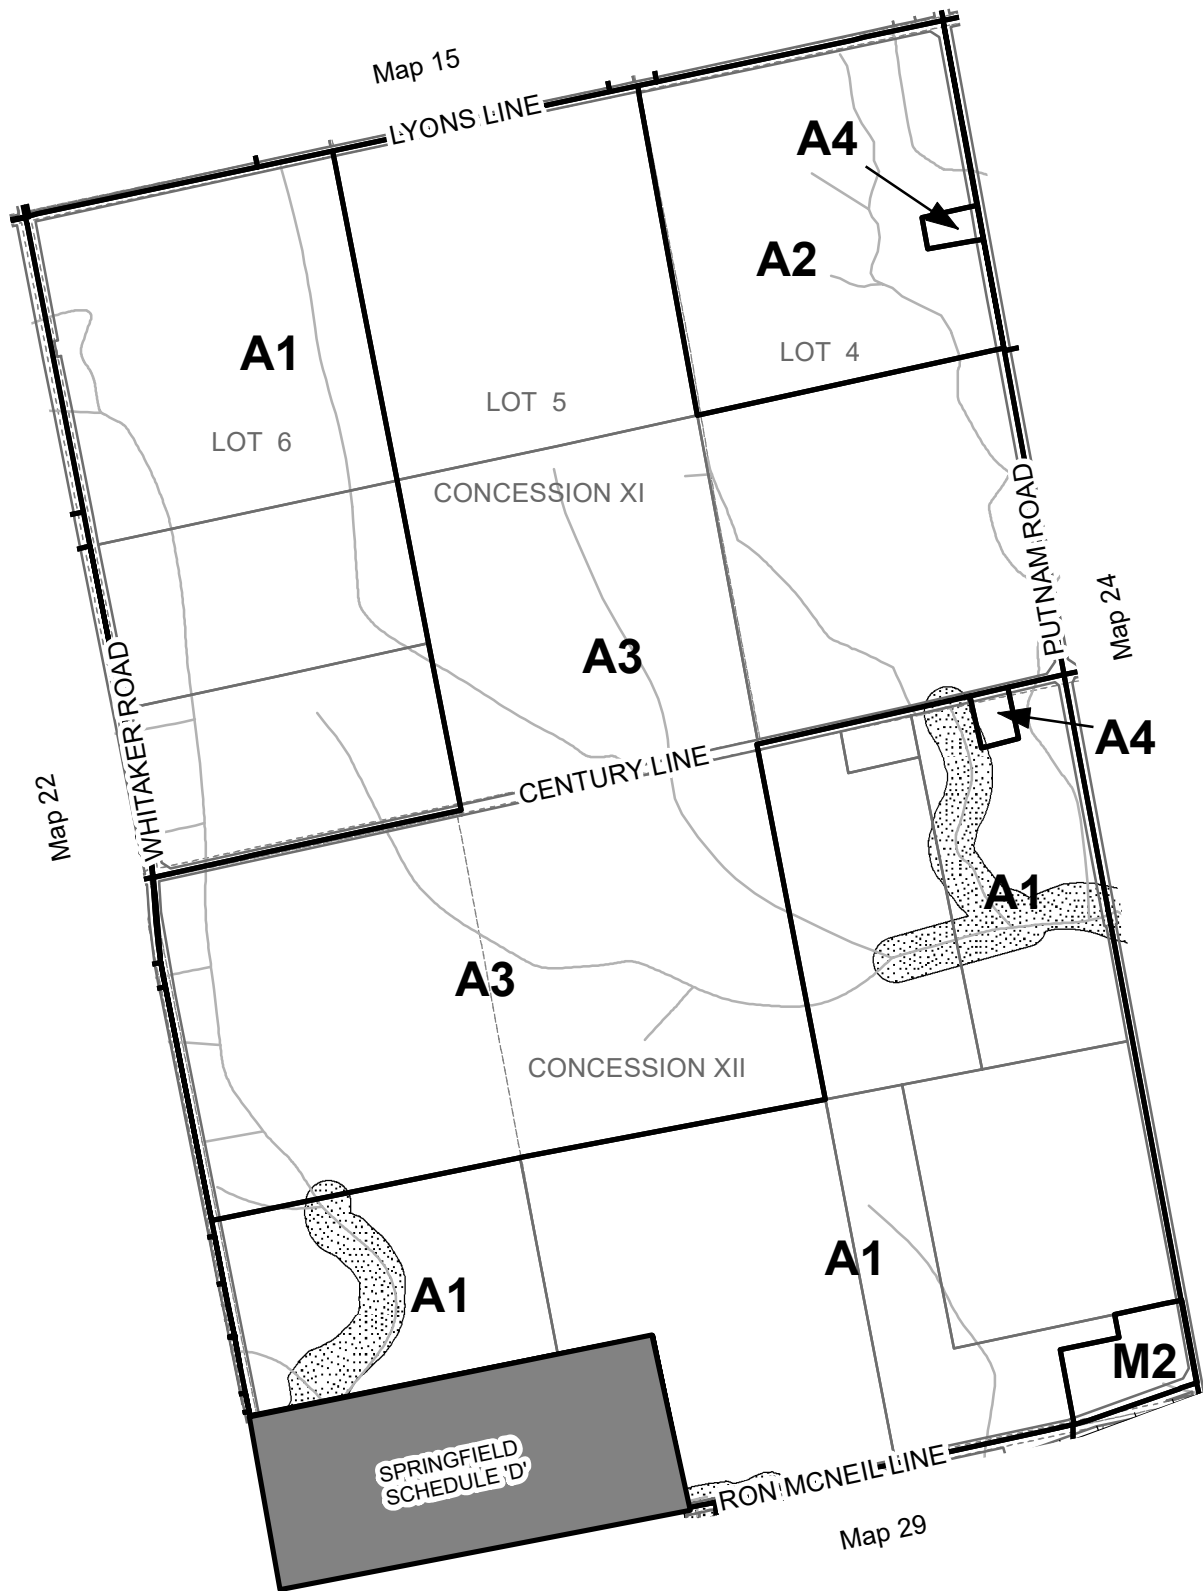 Map 15
LYONS LINE
A4
A2
A1
LOT 4
LOT 5
LOT 6
CONCESSION XI
PUTNAM ROAD
Map 24
A3
WHITAKER ROAD
A4
CENTURY LINE
Map 22
A1
A3
CONCESSION XII
A1
A1
M2
SPRINGFIELD
SCHEDULE 'D'
RON MCNEIL LINE
Map 29